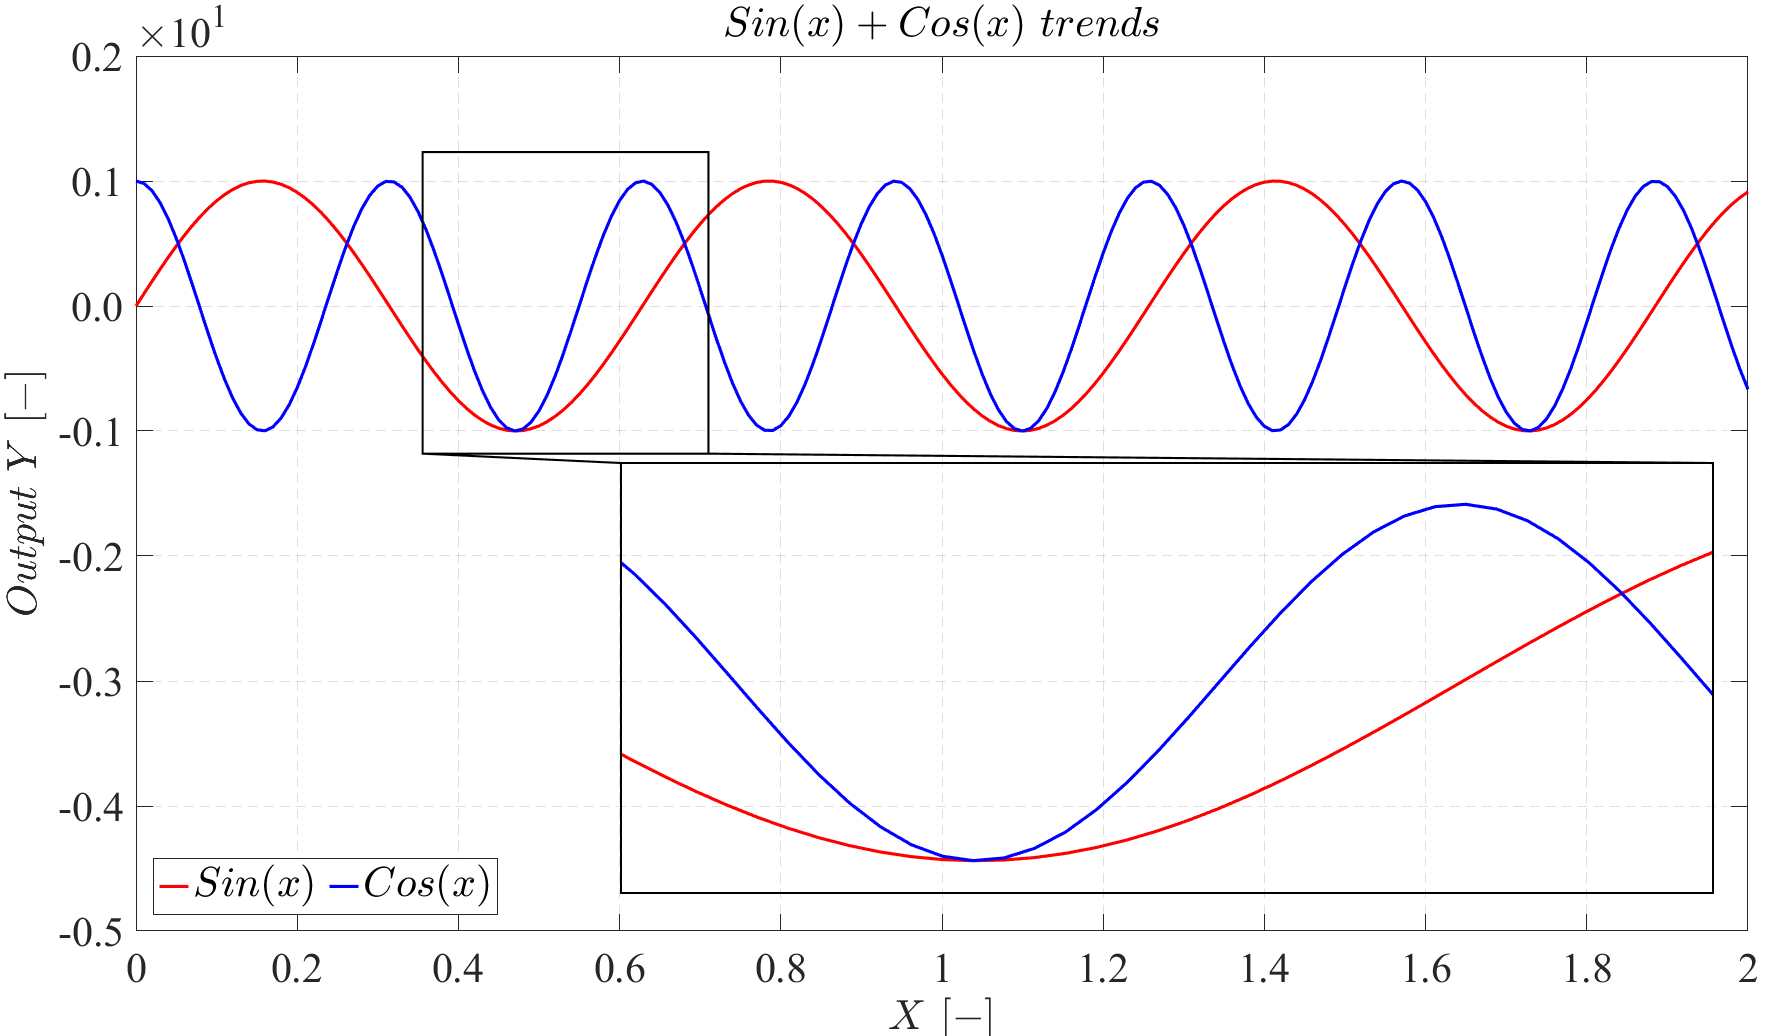 Sin(x) + Cos(x) trends
×10¹
0.2
0.1
0.0
-0.1
-0.2
-0.3
-0.4
-0.5
Output Y [−]
Sin(x) Cos(x)
0 0.2 0.4 0.6 0.8 1 1.2 1.4 1.6 1.8 2
X [−]